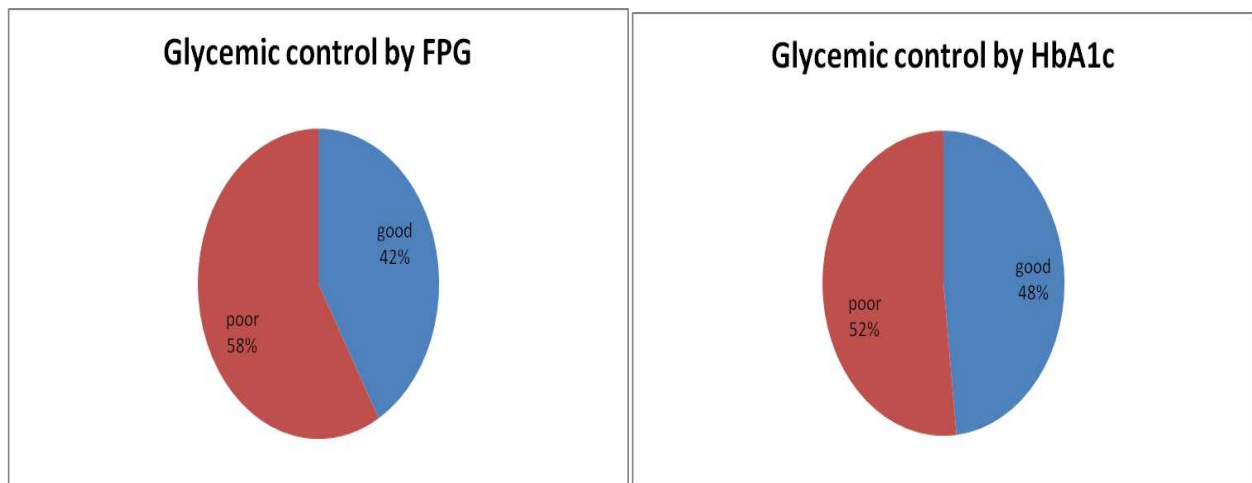 Glycemic control by FPG
good
42%
poor
58%
Glycemic control by HbA1c
good
48%
poor
52%